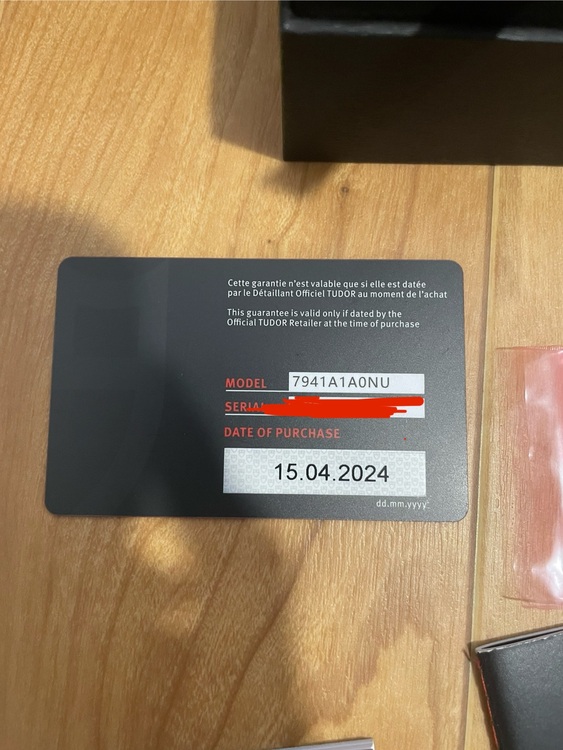 Cette garantie n'est valable que si elle est datée
par le Détaillant Officiel TUDOR au moment de l'achat
This guarantee is valid only if dated by the
Official TUDOR Retailer at the time of purchase
MODEL 7941A1A0NU
SERIAL
DATE OF PURCHASE
15.04.2024
dd.mm.yyyy